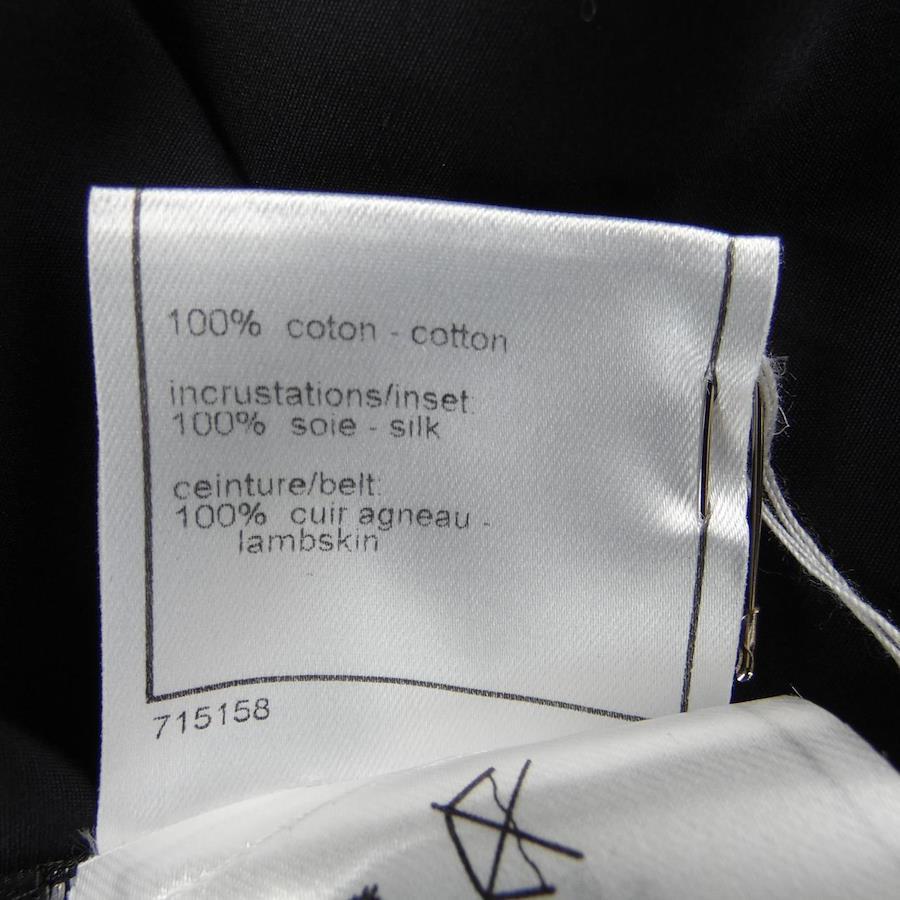 100% coton - cotton
incrustations/inset:
100% soie - silk
ceinture/belt:
100% cuir agneau -
lambskin
715158